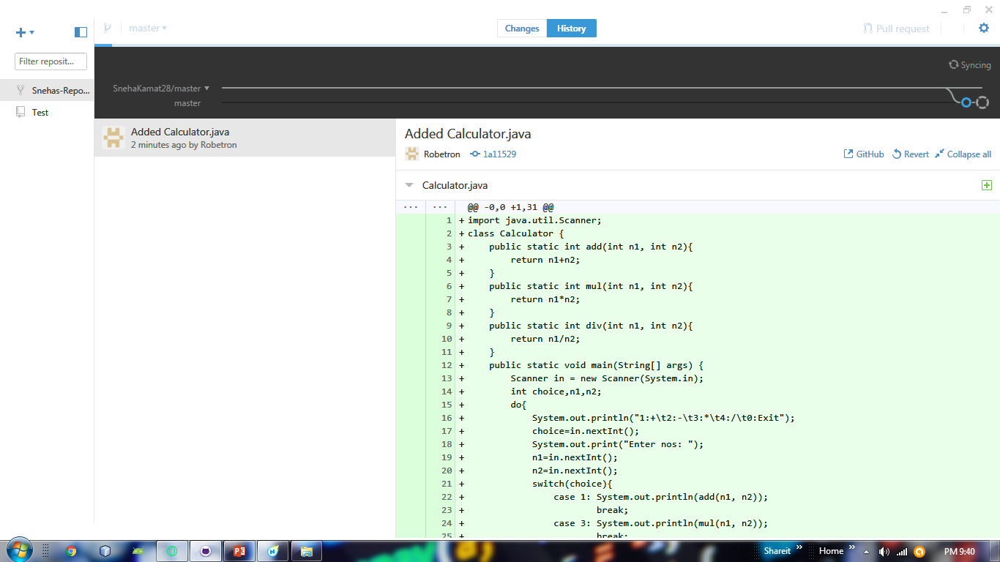 master
Changes
History
Pull request
Filter reposit...
Syncing
Snehas-Repo...
SnehaKamat28/master
master
Test
Added Calculator.java
2 minutes ago by Robetron
Added Calculator.java
Robetron
1a11529
GitHub
Revert
Collapse all
Calculator.java
... ... @@ -0,0 +1,31 @@
1 + import java.util.Scanner;
2 + class Calculator {
3 +     public static int add(int n1, int n2){
4 +         return n1+n2;
5 +     }
6 +     public static int mul(int n1, int n2){
7 +         return n1*n2;
8 +     }
9 +     public static int div(int n1, int n2){
10 +         return n1/n2;
11 +     }
12 +     public static void main(String[] args) {
13 +         Scanner in = new Scanner(System.in);
14 +         int choice,n1,n2;
15 +         do{
16 +             System.out.println("1:+\t2:-\t3:*\t4:/\t0:Exit");
17 +             choice=in.nextInt();
18 +             System.out.print("Enter nos: ");
19 +             n1=in.nextInt();
20 +             n2=in.nextInt();
21 +             switch(choice){
22 +                 case 1: System.out.println(add(n1, n2));
23 +                         break;
24 +                 case 3: System.out.println(mul(n1, n2));
25 +                         break;
Shareit »
Home »
PM 9:40